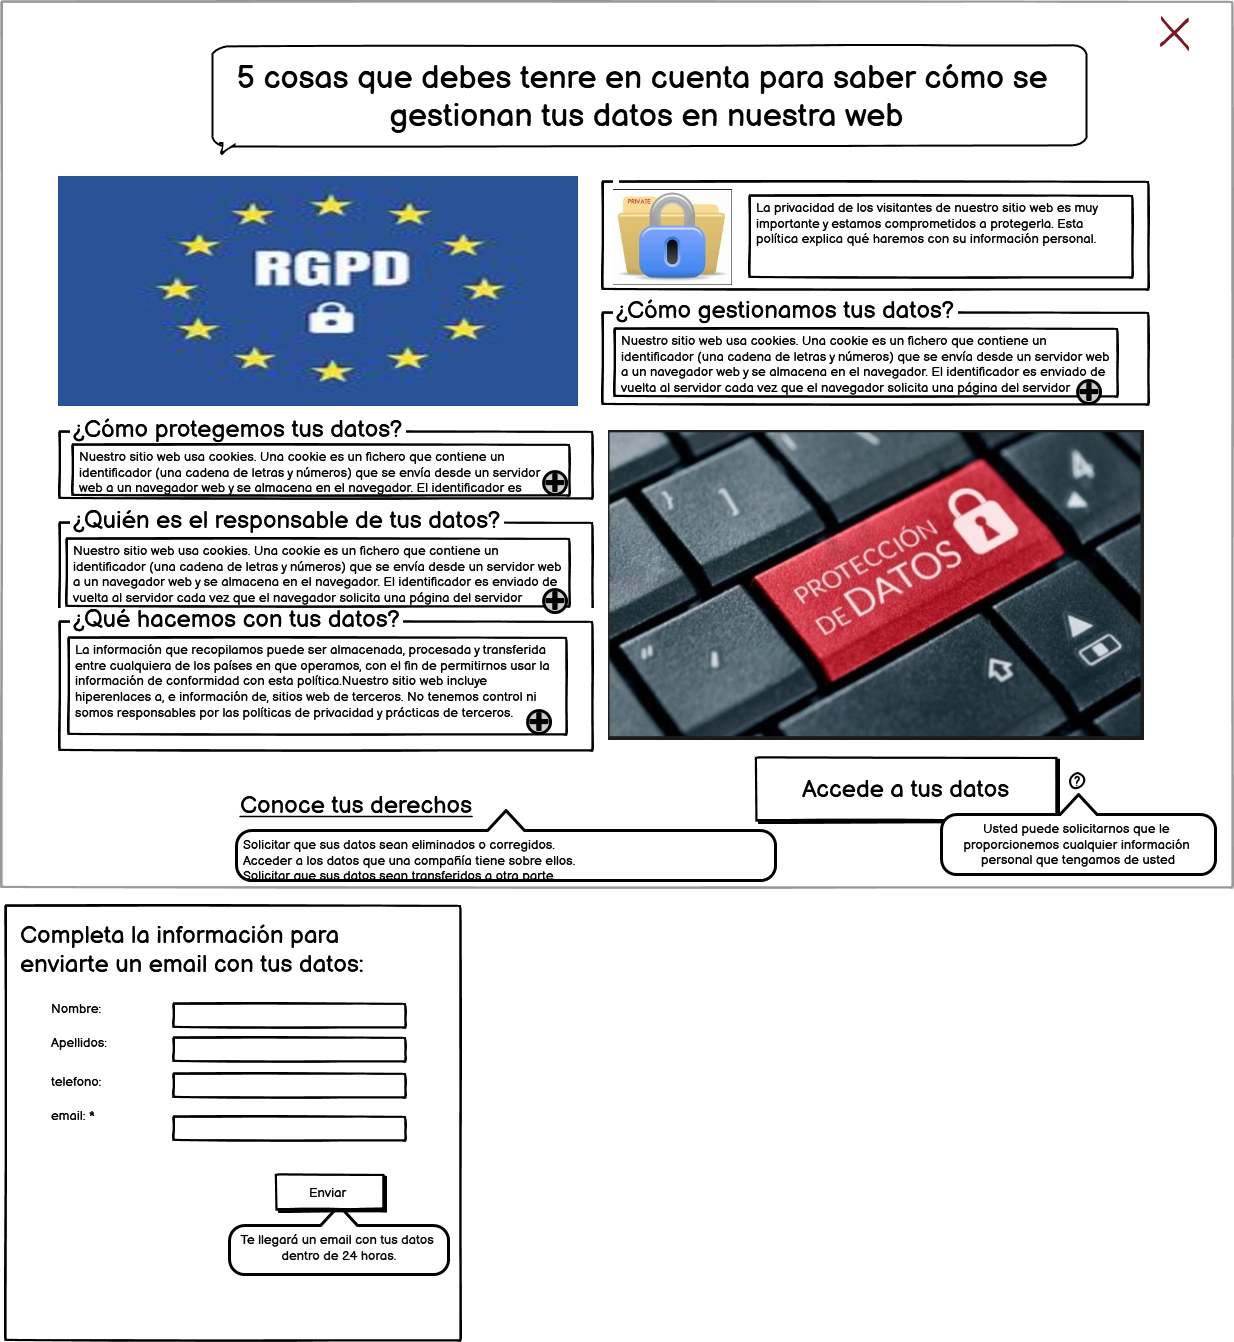 5 cosas que debes tenre en cuenta para saber cómo se
gestionan tus datos en nuestra web
RGPD
PRIVATE
La privacidad de los visitantes de nuestro sitio web es muy
importante y estamos comprometidos a protegerla. Esta
política explica qué haremos con su información personal.
¿Cómo gestionamos tus datos?
Nuestro sitio web usa cookies. Una cookie es un fichero que contiene un
identificador (una cadena de letras y números) que se envía desde un servidor web
a un navegador web y se almacena en el navegador. El identificador es enviado de
vuelta al servidor cada vez que el navegador solicita una página del servidor
¿Cómo protegemos tus datos?
Nuestro sitio web usa cookies. Una cookie es un fichero que contiene un
identificador (una cadena de letras y números) que se envía desde un servidor
web a un navegador web y se almacena en el navegador. El identificador es
¿Quién es el responsable de tus datos?
Nuestro sitio web usa cookies. Una cookie es un fichero que contiene un
identificador (una cadena de letras y números) que se envía desde un servidor web
a un navegador web y se almacena en el navegador. El identificador es enviado de
vuelta al servidor cada vez que el navegador solicita una página del servidor
¿Qué hacemos con tus datos?
La información que recopilamos puede ser almacenada, procesada y transferida
entre cualquiera de los países en que operamos, con el fin de permitirnos usar la
información de conformidad con esta política.Nuestro sitio web incluye
hiperenlaces a, e información de, sitios web de terceros. No tenemos control ni
somos responsables por las políticas de privacidad y prácticas de terceros.
PROTECCIÓN
DE DATOS
Accede a tus datos
?
Usted puede solicitarnos que le
proporcionemos cualquier información
personal que tengamos de usted
Conoce tus derechos
Solicitar que sus datos sean eliminados o corregidos.
Acceder a los datos que una compañía tiene sobre ellos.
Solicitar que sus datos sean transferidos a otra parte
Completa la información para
enviarte un email con tus datos:
Nombre:
Apellidos:
telefono:
email: *
Enviar
Te llegará un email con tus datos
dentro de 24 horas.